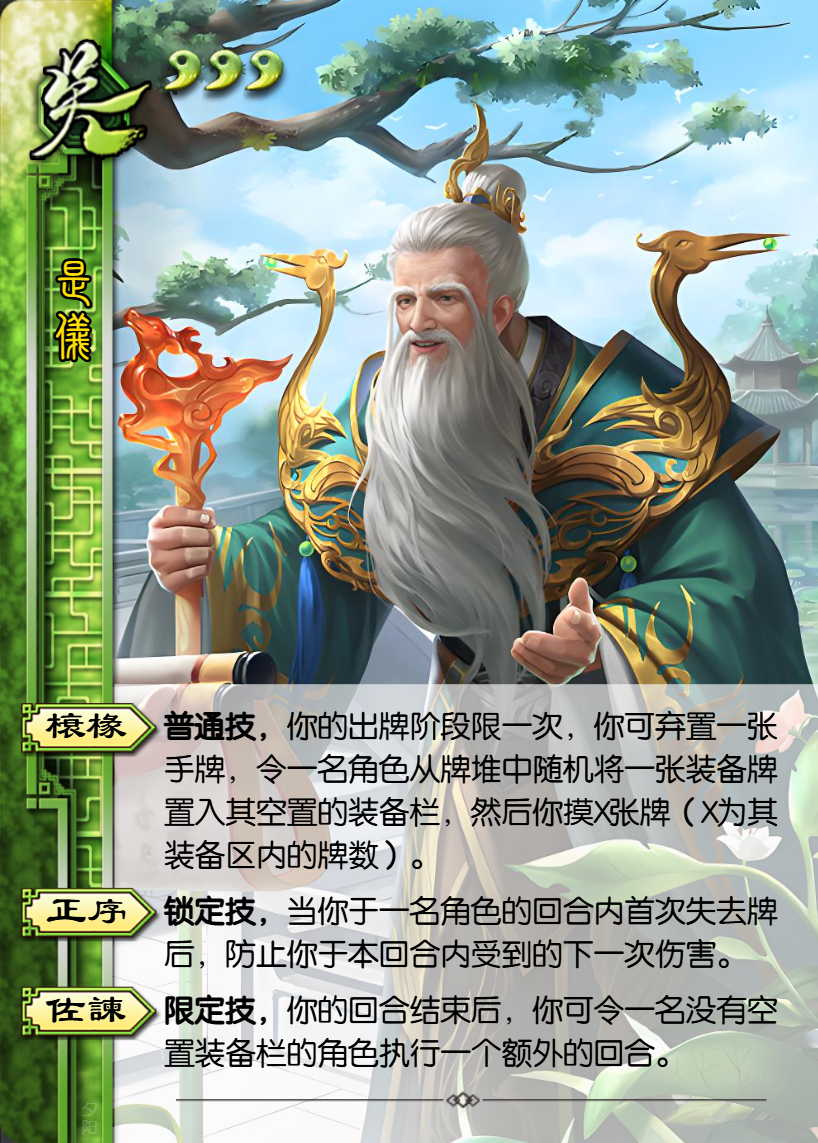 吴
999
是儀
榱椽
普通技，你的出牌阶段限一次，你可弃置一张
手牌，令一名角色从牌堆中随机将一张装备牌
置入其空置的装备栏，然后你摸X张牌（X为其
装备区内的牌数）。
正序
锁定技，当你于一名角色的回合内首次失去牌
后，防止你于本回合内受到的下一次伤害。
佐諫
限定技，你的回合结束后，你可令一名没有空
置装备栏的角色执行一个额外的回合。
夕阳